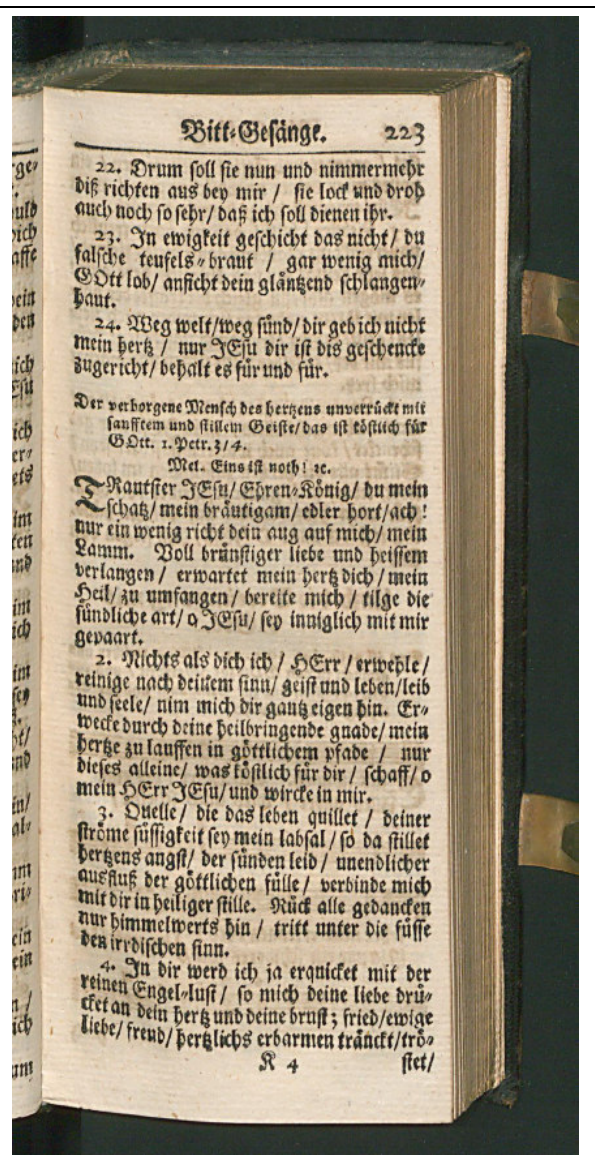 Bitt-Gesänge. 223
22. Drum soll sie nun und nimmermehr
diß richten aus bey mir / sie lock und droh
auch noch so sehr/ daß ich soll dienen ihr.
23. In ewigkeit geschicht das nicht/ du
falsche teufels-braut / gar wenig mich/
GOtt lob/ anficht dein gläntzend schlangen-
haut.
24. Weg welt/weg sünd/ dir geb ich nicht
mein hertz / nur JEsu dir ist dis geschencke
zugericht/ behalt es für und für.
Der verborgene Mensch des hertzens unverrückt mit
sanfftem und stillem Geiste/das ist köstlich für
GOtt. 1. Petr. 3/4.
Mel. Eins ist noth! ꝛc.
TRautster JEsu/ Ehren-König/ du mein
schatz/ mein bräutigam/ edler hort/ach!
nur ein wenig richt dein aug auf mich/ mein
Lamm. Voll brünstiger liebe und heissem
verlangen / erwartet mein hertz dich/ mein
Heil/ zu umfangen/ bereite mich / tilge die
sündliche art/ o JEsu/ sey inniglich mit mir
gepaart.
2. Nichts als dich ich / HErr / erwehle/
reinige nach deinem sinn/ geist und leben/leib
und seele/ nim mich dir gantz eigen hin. Er-
wecke durch deine heilbringende gnade/ mein
hertze zu lauffen in göttlichem pfade / nur
dieses alleine/ was köstlich für dir / schaff/ o
mein HErr JEsu/ und wircke in mir.
3. Quelle/ die das leben quillet / deiner
ströme süssigkeit sey mein labsal/ so da stillet
hertzens angst/ der sünden leid / unendlicher
ausfluß der göttlichen fülle/ verbinde mich
mit dir in heiliger stille. Rück alle gedancken
nur himmelwerts hin / tritt unter die füsse
den irrdischen sinn.
4. In dir werd ich ja erquicket mit der
reinen Engel-lust / so mich deine liebe drü-
cket an dein hertz und deine brust; fried/ewige
liebe/ freud/ hertzlichs erbarmen tränckt/trö-
K 4 stet/